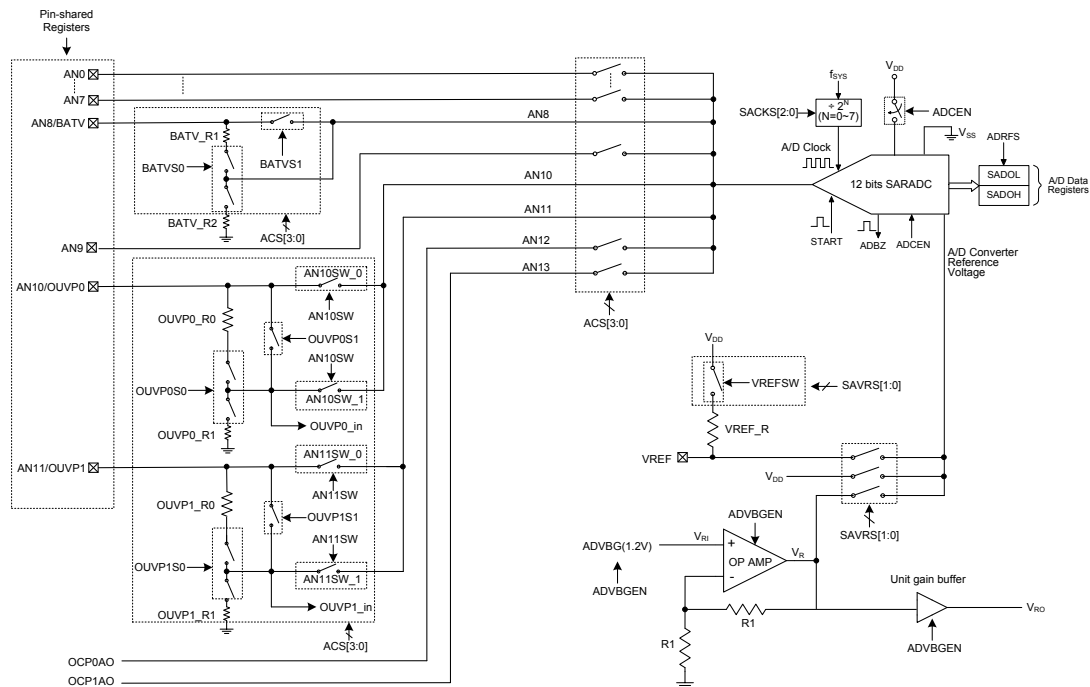 Pin-shared
Registers
AN0
AN7
AN8/BATV
BATV_R1
BATVS0
BATVS1
BATV_R2
ACS[3:0]
AN9
AN10/OUVP0
OUVP0_R0
OUVP0S0
OUVP0_R1
AN10SW_0
AN10SW
OUVP0S1
AN10SW
AN10SW_1
OUVP0_in
AN11/OUVP1
OUVP1_R0
OUVP1S0
OUVP1_R1
AN11SW_0
AN11SW
OUVP1S1
AN11SW
AN11SW_1
OUVP1_in
ACS[3:0]
OCP0AO
OCP1AO
AN8
AN10
AN11
AN12
AN13
ACS[3:0]
fSYS
SACKS[2:0]
÷ 2N
(N=0~7)
A/D Clock
VDD
ADCEN
VSS
12 bits SARADC
START
ADBZ
ADCEN
ADRFS
SADOL
SADOH
A/D Data
Registers
A/D Converter
Reference
Voltage
VDD
VREFSW
SAVRS[1:0]
VREF_R
VREF
VDD
SAVRS[1:0]
ADVBGEN
ADVBG(1.2V)
ADVBGEN
VRI
+
OP AMP
-
VR
R1
R1
Unit gain buffer
VRO
ADVBGEN